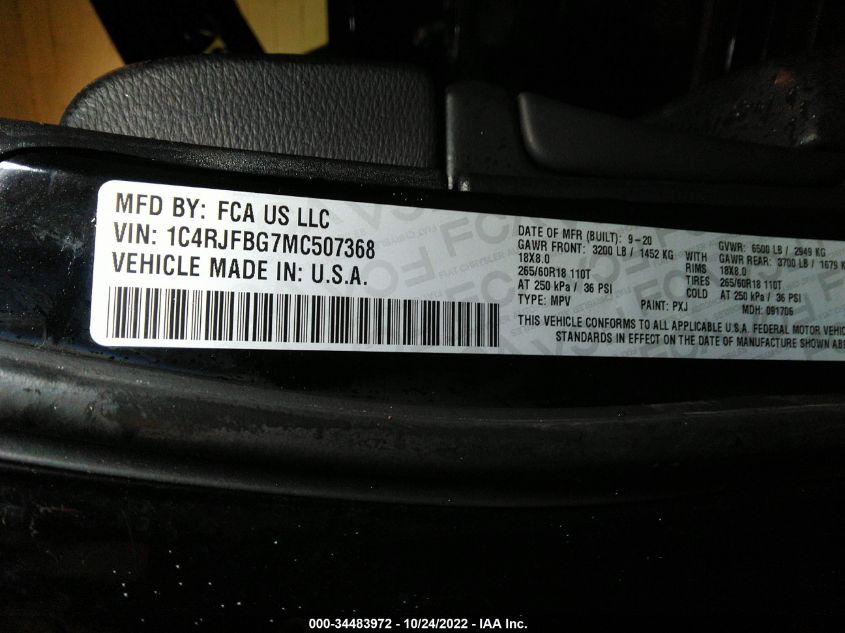 MFD BY: FCA US LLC
VIN: 1C4RJFBG7MC507368
VEHICLE MADE IN: U.S.A.
DATE OF MFR (BUILT): 9-20 GVWR: 6500 LB / 2949 KG
GAWR FRONT: 3200 LB / 1452 KG WITH GAWR REAR: 3700 LB / 1679 K
18X8.0 RIMS 18X8.0
265/60R18 110T TIRES 265/60R18 110T
AT 250 kPa / 36 PSI COLD AT 250 kPa / 36 PSI
TYPE: MPV PAINT: PXJ MDH: 091706
THIS VEHICLE CONFORMS TO ALL APPLICABLE U.S.A. FEDERAL MOTOR VEHIC
STANDARDS IN EFFECT ON THE DATE OF MANUFACTURE SHOWN AB
000-34483972 / 10/24/2022 - IAA Inc.